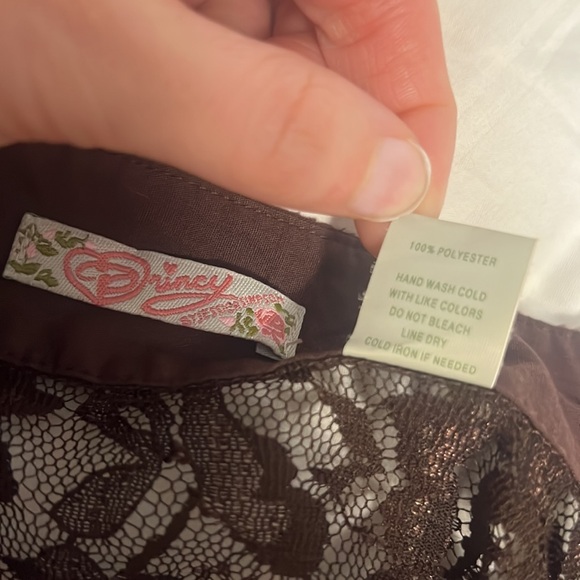 Princy
100% POLYESTER
HAND WASH COLD
WITH LIKE COLORS
DO NOT BLEACH
LINE DRY
COLD IRON IF NEEDED